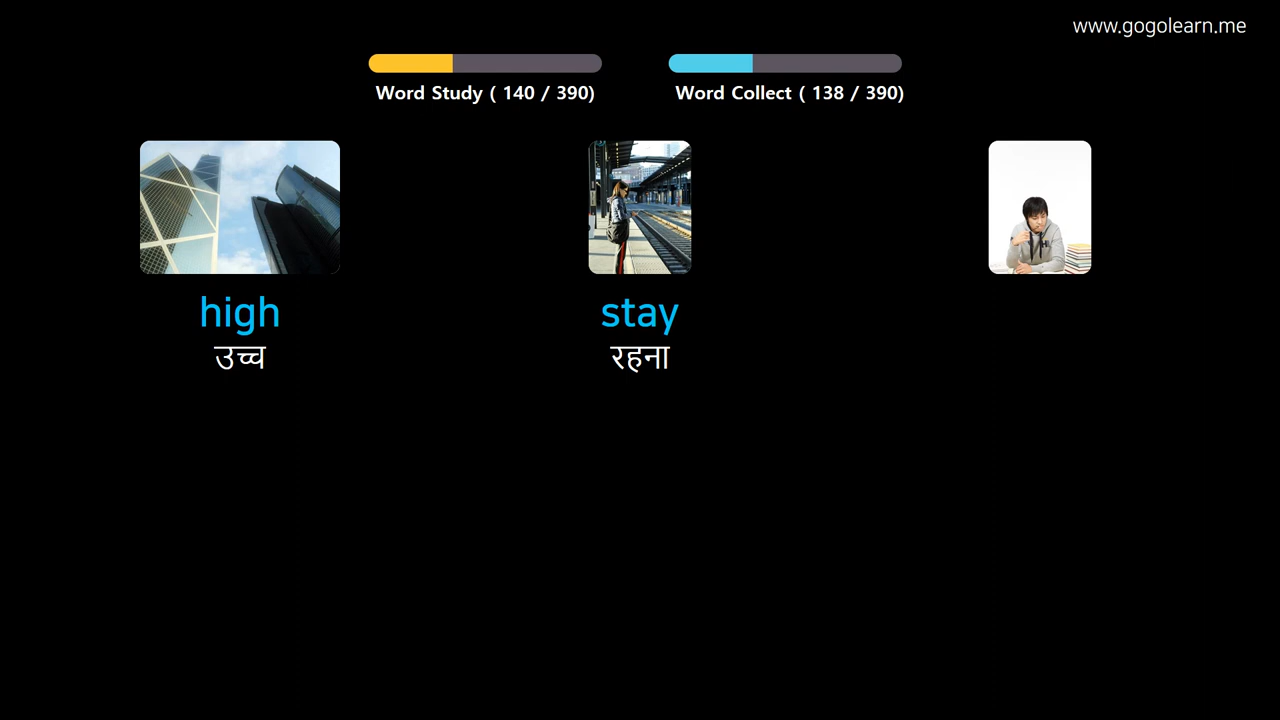 www.gogolearn.me
Word Study ( 140 / 390)
Word Collect ( 138 / 390)
high
stay
उच्च
रहना